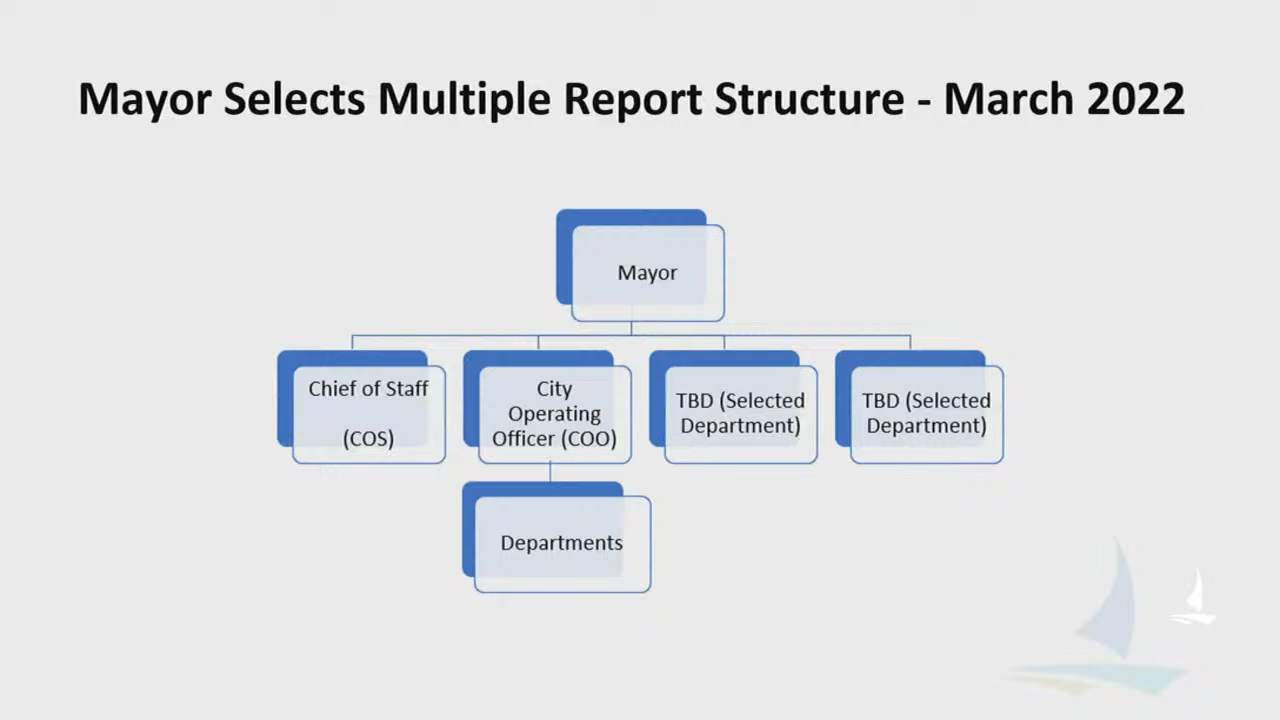 Mayor Selects Multiple Report Structure - March 2022
Mayor
Chief of Staff
(COS)
City
Operating
Officer (COO)
TBD (Selected
Department)
TBD (Selected
Department)
Departments